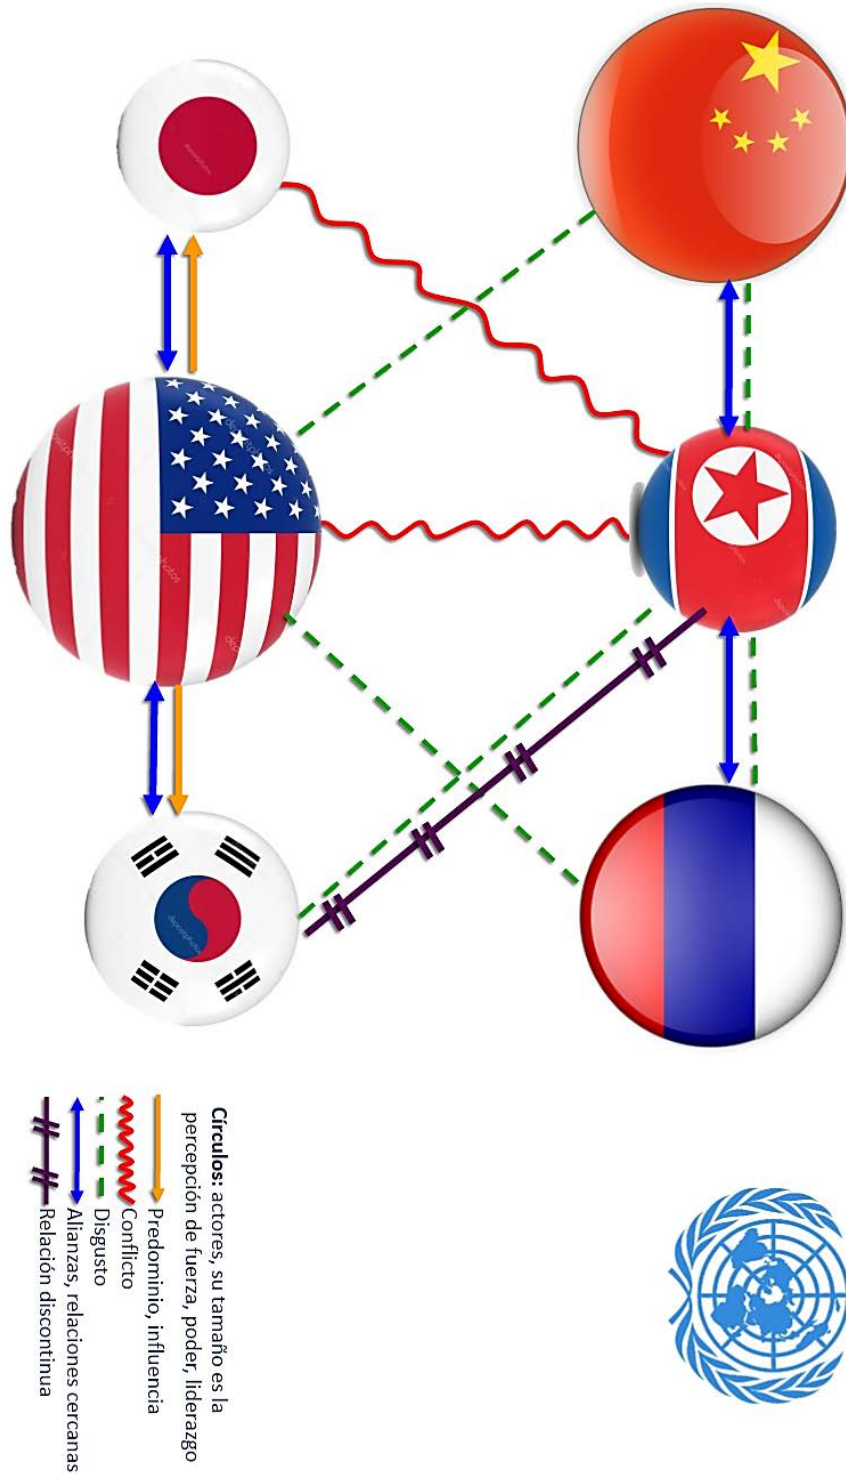 Círculos: actores, su tamaño es la
percepción de fuerza, poder, liderazgo
Predominio, influencia
Conflicto
Disgusto
Alianzas, relaciones cercanas
Relación discontinua